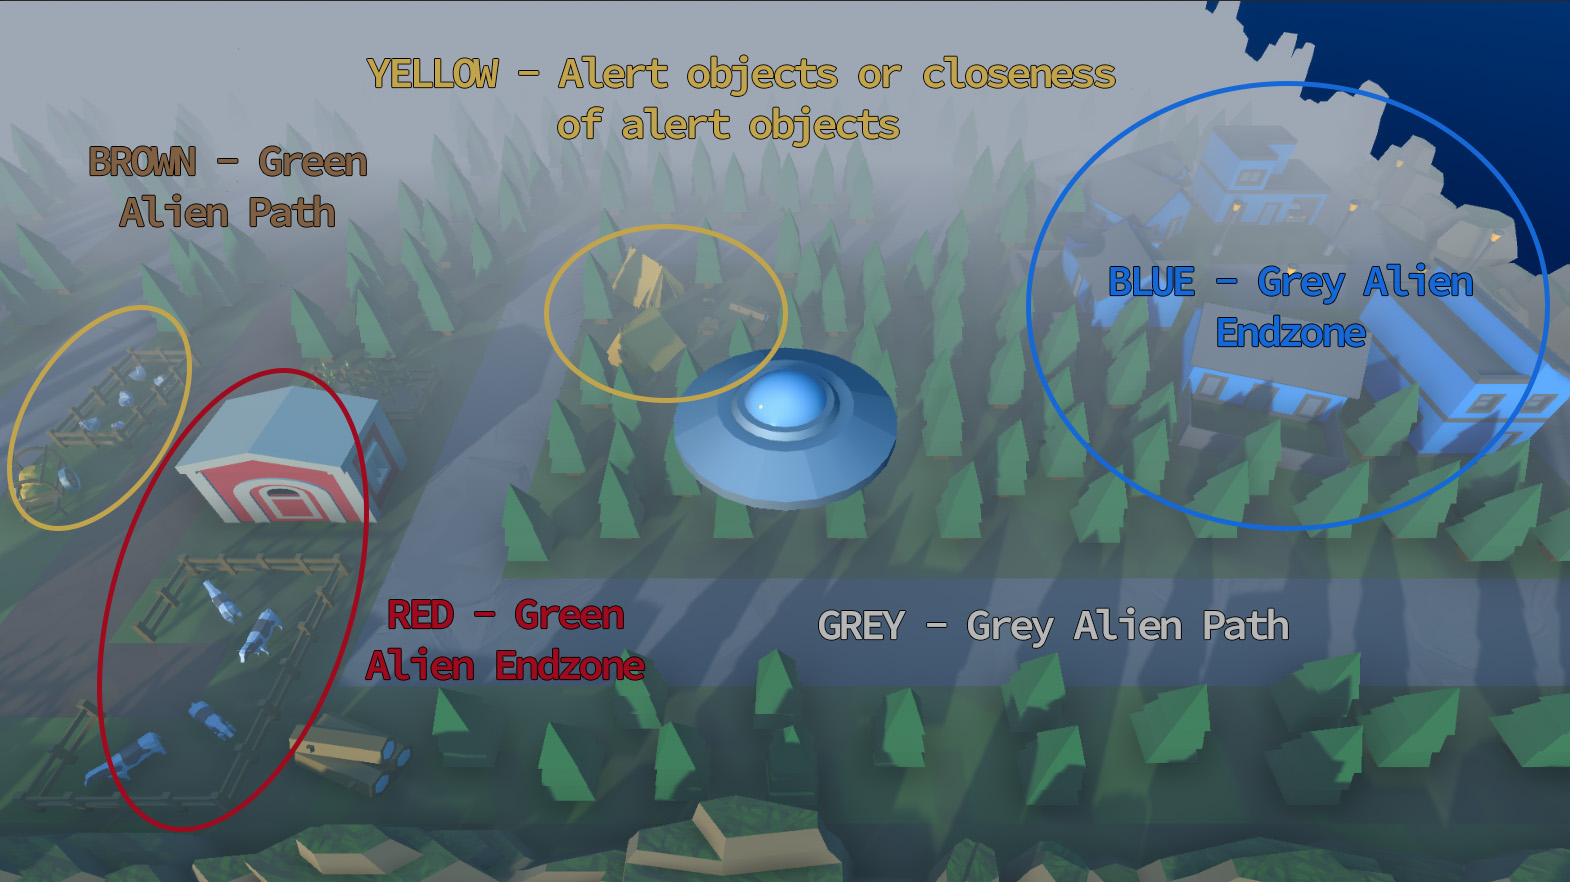 YELLOW - Alert objects or closeness
of alert objects
BROWN - Green
Alien Path
BLUE - Grey Alien
Endzone
RED - Green
Alien Endzone
GREY - Grey Alien Path